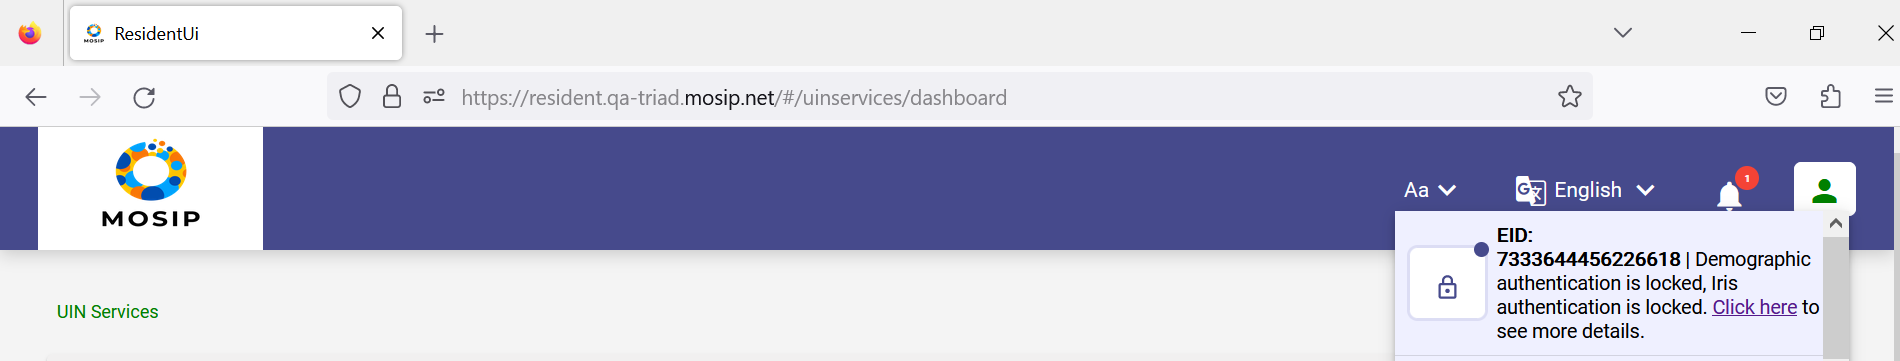 ResidentUi
https://resident.qa-triad.mosip.net/#/uinservices/dashboard
MOSIP
Aa
English
1
EID:
7333644456226618 | Demographic
authentication is locked, Iris
authentication is locked. Click here to
see more details.
UIN Services